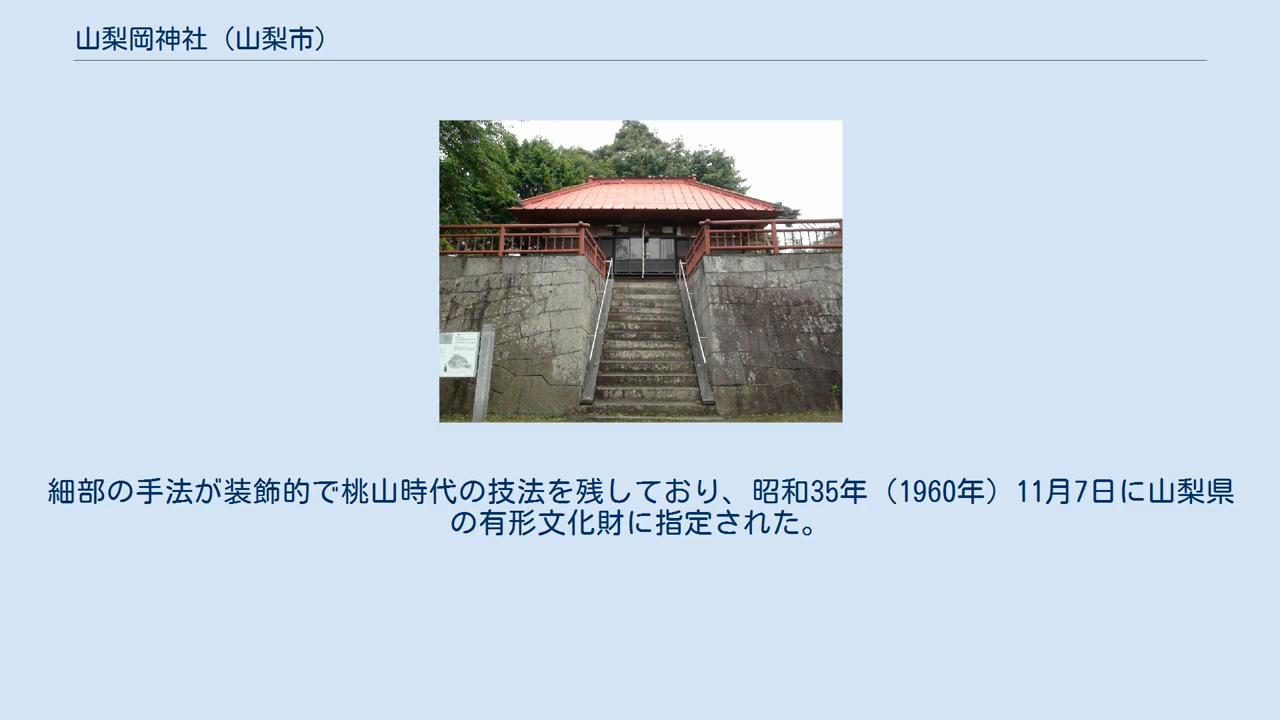 山梨岡神社（山梨市）
細部の手法が装飾的で桃山時代の技法を残しており、昭和35年（1960年）11月7日に山梨県
の有形文化財に指定された。